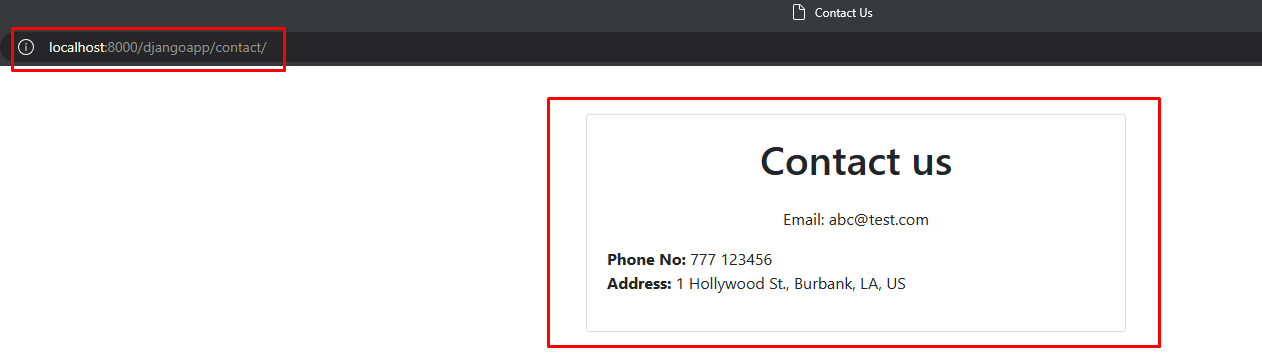 Contact Us
localhost:8000/djangoapp/contact/
Contact us
Email: abc@test.com
Phone No: 777 123456
Address: 1 Hollywood St., Burbank, LA, US